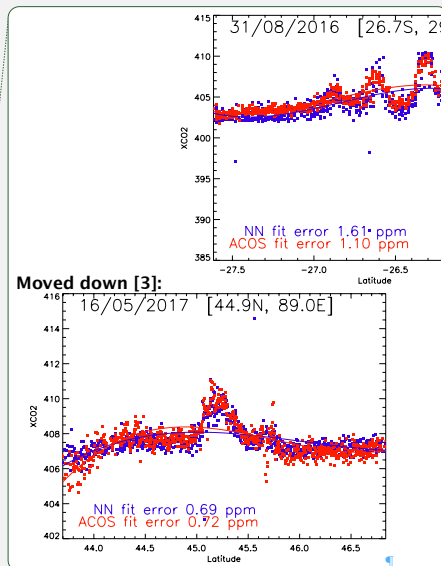 31/08/2016 [26.7S, 29
415
410
405
400
395
390
385
XCO2
NN fit error 1.61 ppm
ACOS fit error 1.10 ppm
-27.5 -27.0 -26.5
Latitude
Moved down [3]:
16/05/2017 [44.9N, 89.0E]
416
414
412
410
408
406
404
402
XCO2
NN fit error 0.69 ppm
ACOS fit error 0.72 ppm
44.0 44.5 45.0 45.5 46.0 46.5
Latitude
¶